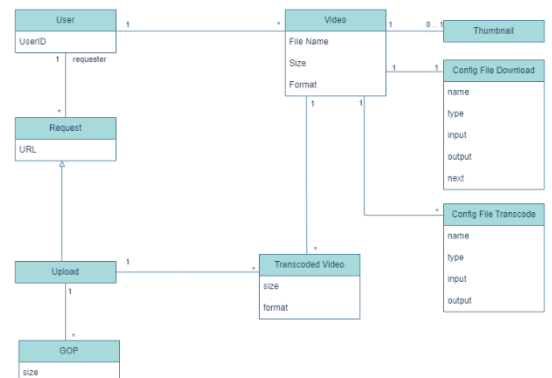 User
UserID
1
*
Video
File Name
Size
Format
1
0 .. 1
Thumbnail
1
requester
*
1
1
Config File Download
name
type
input
output
next
Request
URL
1
1
*
Config File Transcode
name
type
input
output
*
Upload
1
*
Transcoded Video
size
format
1
*
GOP
size